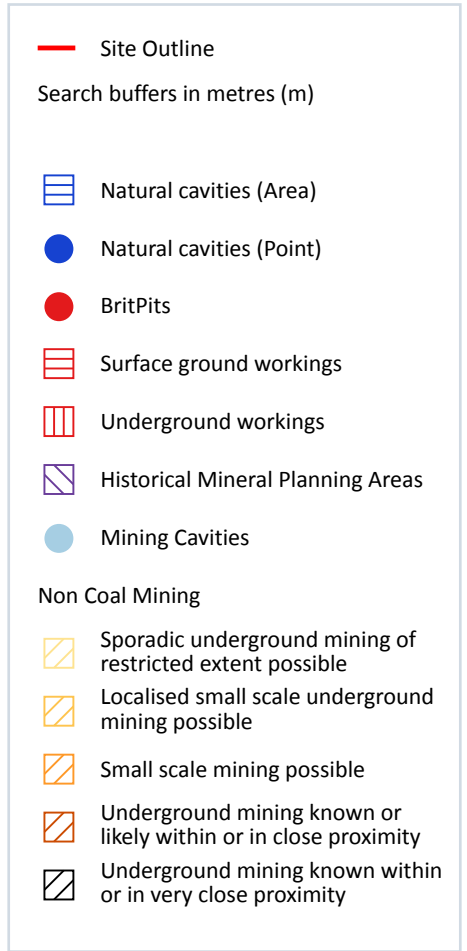 Site Outline
Search buffers in metres (m)
Natural cavities (Area)
Natural cavities (Point)
BritPits
Surface ground workings
Underground workings
Historical Mineral Planning Areas
Mining Cavities
Non Coal Mining
Sporadic underground mining of
restricted extent possible
Localised small scale underground
mining possible
Small scale mining possible
Underground mining known or
likely within or in close proximity
Underground mining known within
or in very close proximity